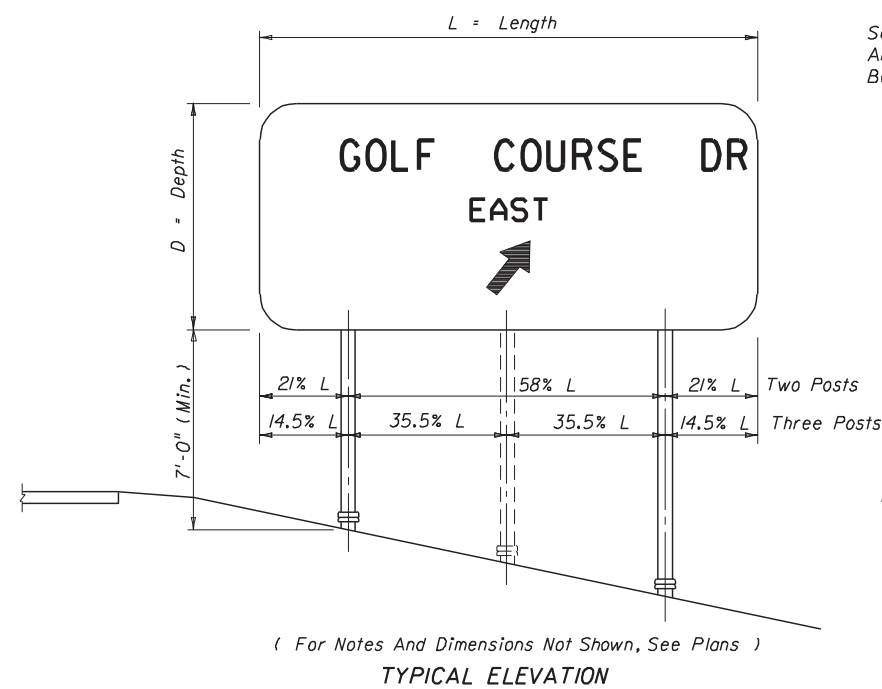 L = Length
D = Depth
GOLF COURSE DR
EAST
7'-0" (Min.)
21% L 58% L 21% L Two Posts
14.5% L 35.5% L 35.5% L 14.5% L Three Posts
( For Notes And Dimensions Not Shown, See Plans )
TYPICAL ELEVATION